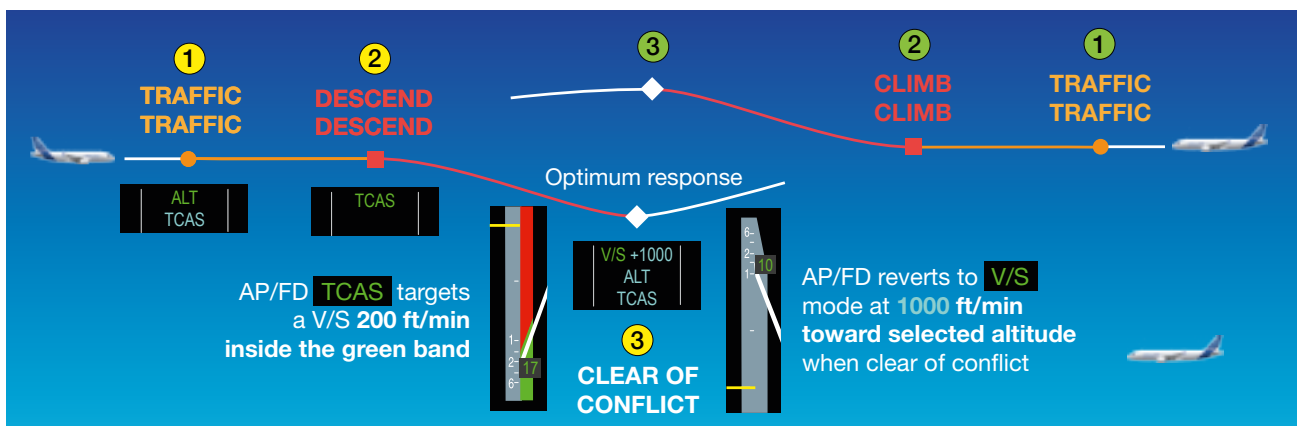 1
TRAFFIC
TRAFFIC
2
DESCEND
DESCEND
3
2
CLIMB
CLIMB
1
TRAFFIC
TRAFFIC
ALT
TCAS
TCAS
Optimum response
AP/FD TCAS targets
a V/S 200 ft/min
inside the green band
1
2
6
17
V/S +1000
ALT
TCAS
3
CLEAR OF
CONFLICT
6
2
1
10
AP/FD reverts to V/S
mode at 1000 ft/min
toward selected altitude
when clear of conflict